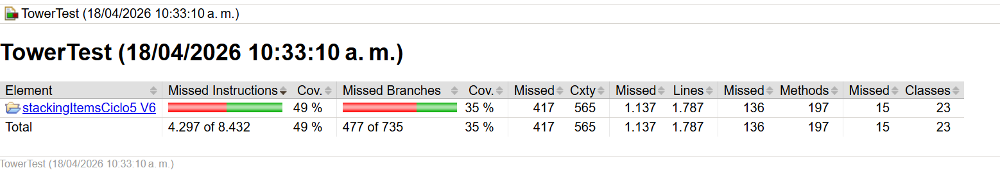 TowerTest (18/04/2026 10:33:10 a. m.)
TowerTest (18/04/2026 10:33:10 a. m.)
Element Missed Instructions Cov. Missed Branches Cov. Missed Cxty Missed Lines Missed Methods Missed Classes
stackingItemsCiclo5 V6 49 % 35 % 417 565 1.137 1.787 136 197 15 23
Total 4.297 of 8.432 49 % 477 of 735 35 % 417 565 1.137 1.787 136 197 15 23
TowerTest (18/04/2026 10:33:10 a. m.)